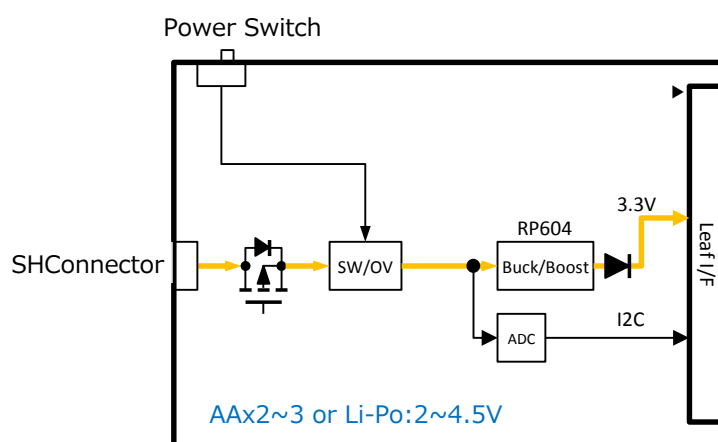 Power Switch
3.3V
RP604
SHConnector
SW/OV
Buck/Boost
Leaf I/F
ADC
I2C
AAx2~3 or Li-Po:2~4.5V